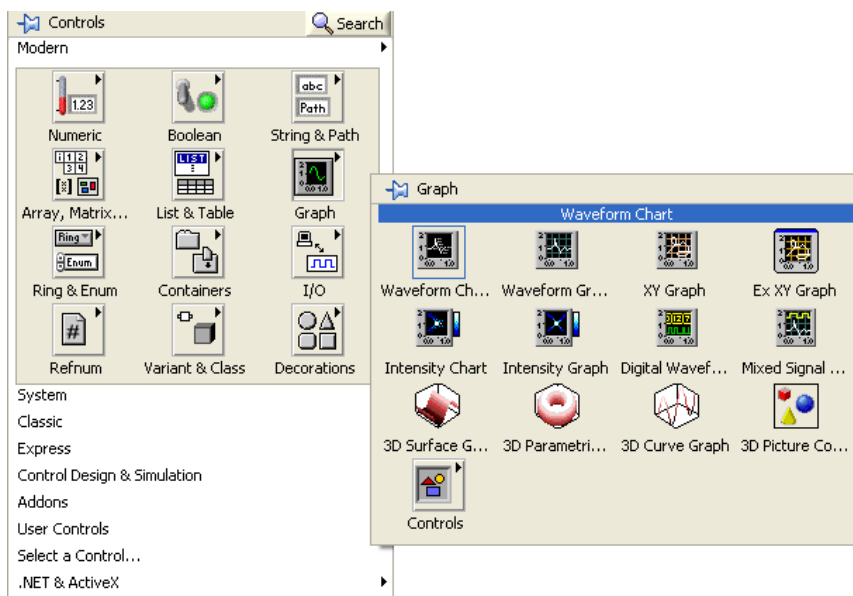 Controls
Search
Modern
Numeric
Boolean
String & Path
Array, Matrix...
List & Table
Graph
Ring & Enum
Containers
I/O
Refnum
Variant & Class
Decorations
System
Classic
Express
Control Design & Simulation
Addons
User Controls
Select a Control...
.NET & ActiveX
Graph
Waveform Chart
Waveform Ch...
Waveform Gr...
XY Graph
Ex XY Graph
Intensity Chart
Intensity Graph
Digital Wavef...
Mixed Signal ...
3D Surface G...
3D Parametri...
3D Curve Graph
3D Picture Co...
Controls